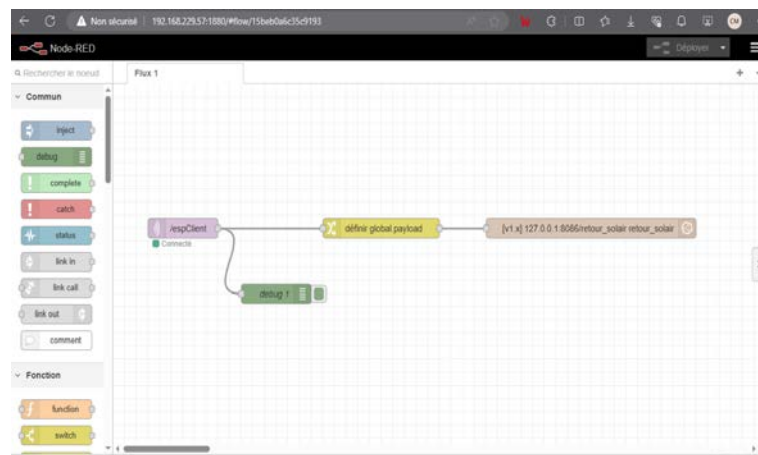 Non sécurisé 192.168.229.57:1880/#flow/15beb0a6c35c9193
CM
Node-RED
Déployer
Rechercher le noeud
Flux 1
Commun
inject
debug
complete
catch
status
link in
link call
link out
comment
Fonction
function
switch
/espClient
Connecté
définir global.payload
[v1.x] 127.0.0.1:8086/retour_solair retour_solair
debug 1